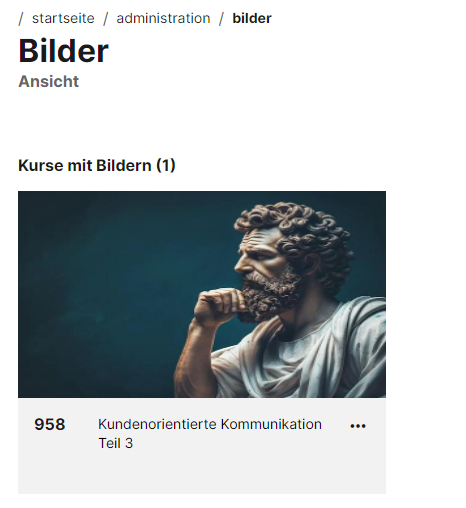 / startseite / administration / bilder
Bilder
Ansicht
Kurse mit Bildern (1)
958 Kundenorientierte Kommunikation
Teil 3